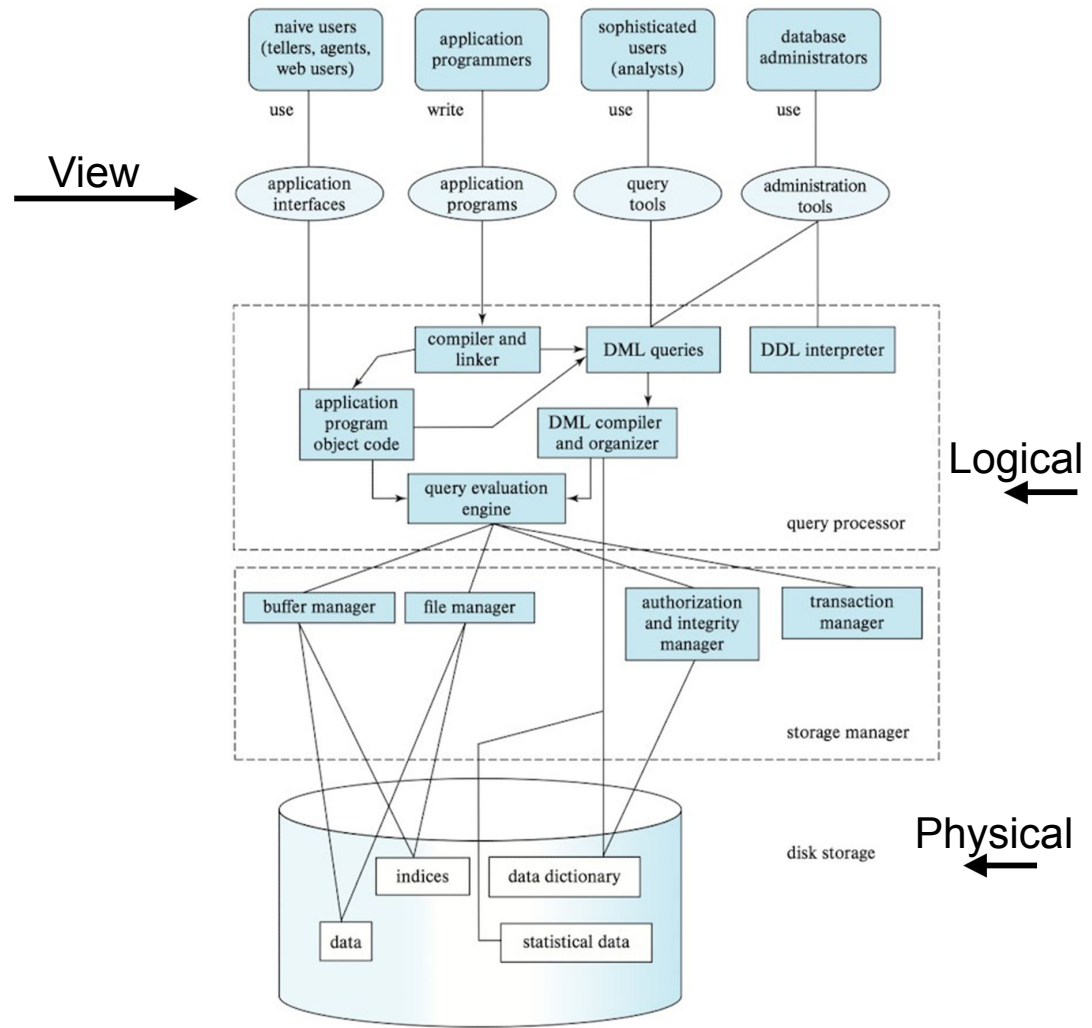 naive users
(tellers, agents,
web users)
application
programmers
sophisticated
users
(analysts)
database
administrators
use
write
use
use
View
application
interfaces
application
programs
query
tools
administration
tools
compiler and
linker
DML queries
DDL interpreter
application
program
object code
DML compiler
and organizer
Logical
query evaluation
engine
query processor
buffer manager
file manager
authorization
and integrity
manager
transaction
manager
storage manager
Physical
disk storage
indices
data dictionary
data
statistical data